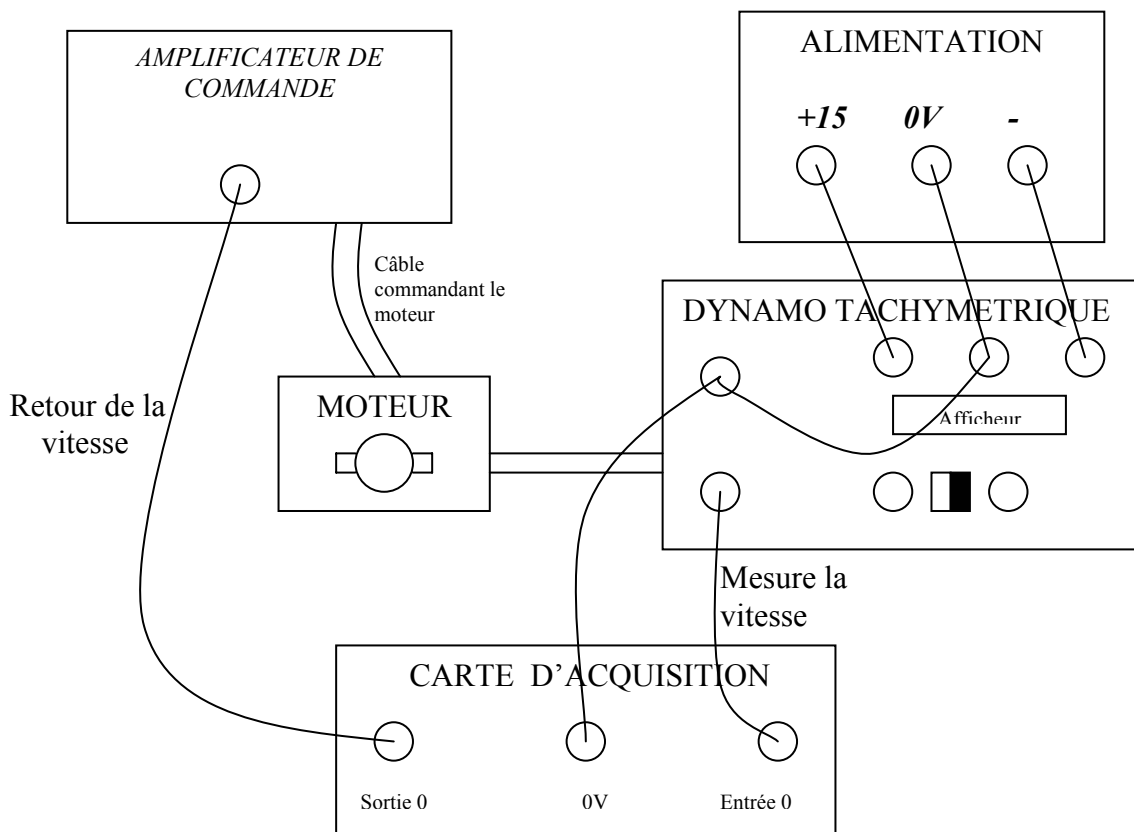 AMPLIFICATEUR DE
COMMANDE
ALIMENTATION
+15 0V -
Câble
commandant le
moteur
DYNAMO TACHYMETRIQUE
Retour de la
vitesse
MOTEUR
Afficheur
Mesure la
vitesse
CARTE D’ACQUISITION
Sortie 0 0V Entrée 0